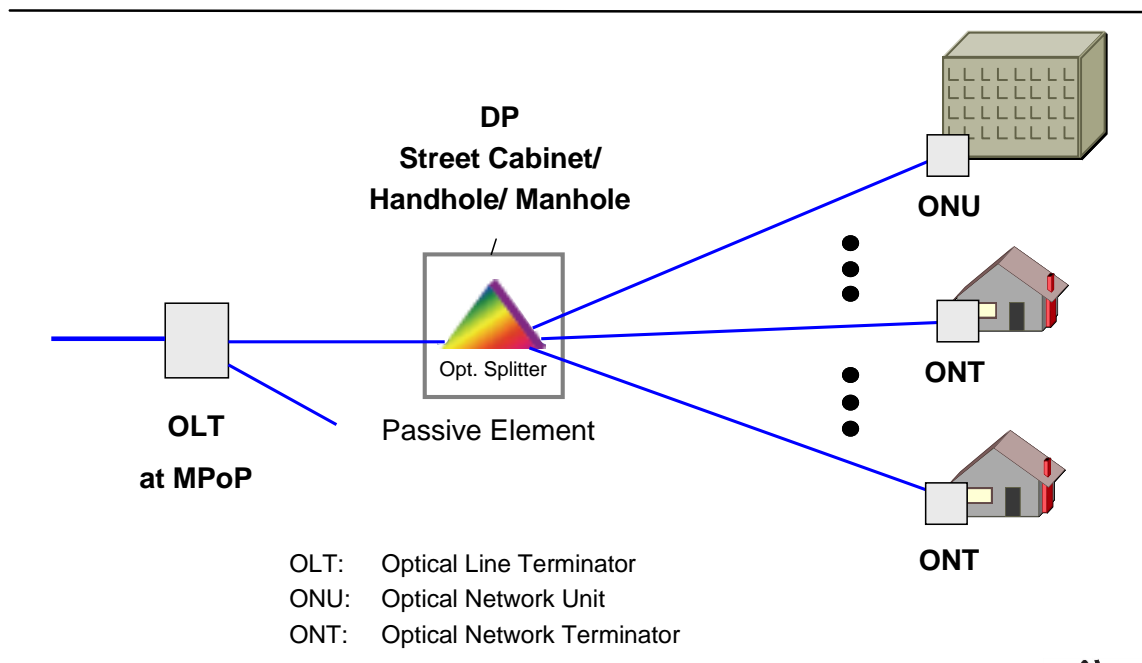 DP
Street Cabinet/
Handhole/ Manhole
ONU
Opt. Splitter
ONT
OLT
at MPoP
Passive Element
ONT
OLT: Optical Line Terminator
ONU: Optical Network Unit
ONT: Optical Network Terminator